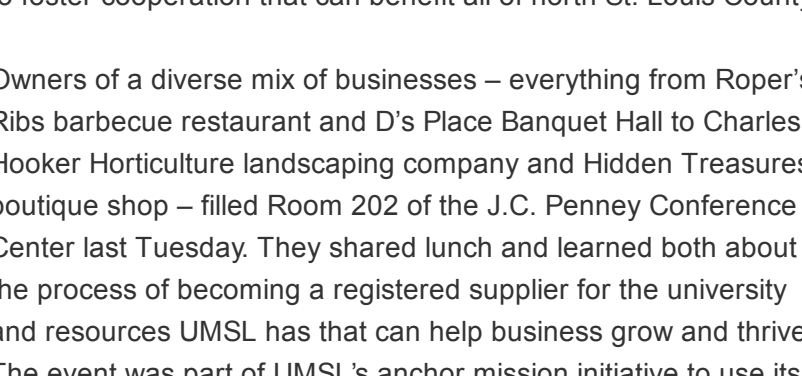 to foster cooperation that can benefit all of north St. Louis County
Owners of a diverse mix of businesses – everything from Roper's
Ribs barbecue restaurant and D's Place Banquet Hall to Charles
Hooker Horticulture landscaping company and Hidden Treasures
boutique shop – filled Room 202 of the J.C. Penney Conference
Center last Tuesday. They shared lunch and learned both about
the process of becoming a registered supplier for the university
and resources UMSL has that can help business grow and thrive
The event was part of UMSL's anchor mission initiative to use its